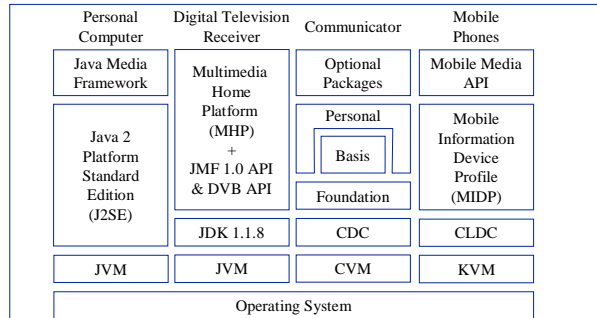 Personal
Computer
Digital Television
Receiver
Communicator
Mobile
Phones
Java Media
Framework
Multimedia
Home
Platform
(MHP)
+
JMF 1.0 API
& DVB API
Optional
Packages
Mobile Media
API
Java 2
Platform
Standard
Edition
(J2SE)
Personal
Basis
Foundation
Mobile
Information
Device
Profile
(MIDP)
JDK 1.1.8
CDC
CLDC
JVM
JVM
CVM
KVM
Operating System